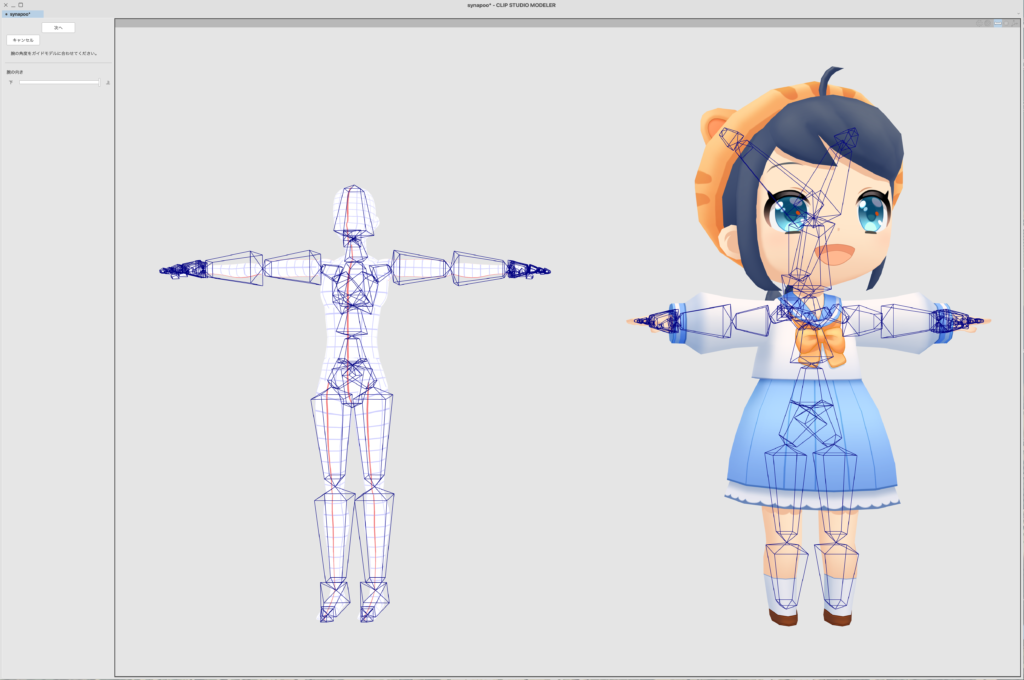 synapoo* - CLIP STUDIO MODELER
synapoo*
次へ
キャンセル
腕の角度をガイドモデルに合わせてください。
腕の向き
下 上